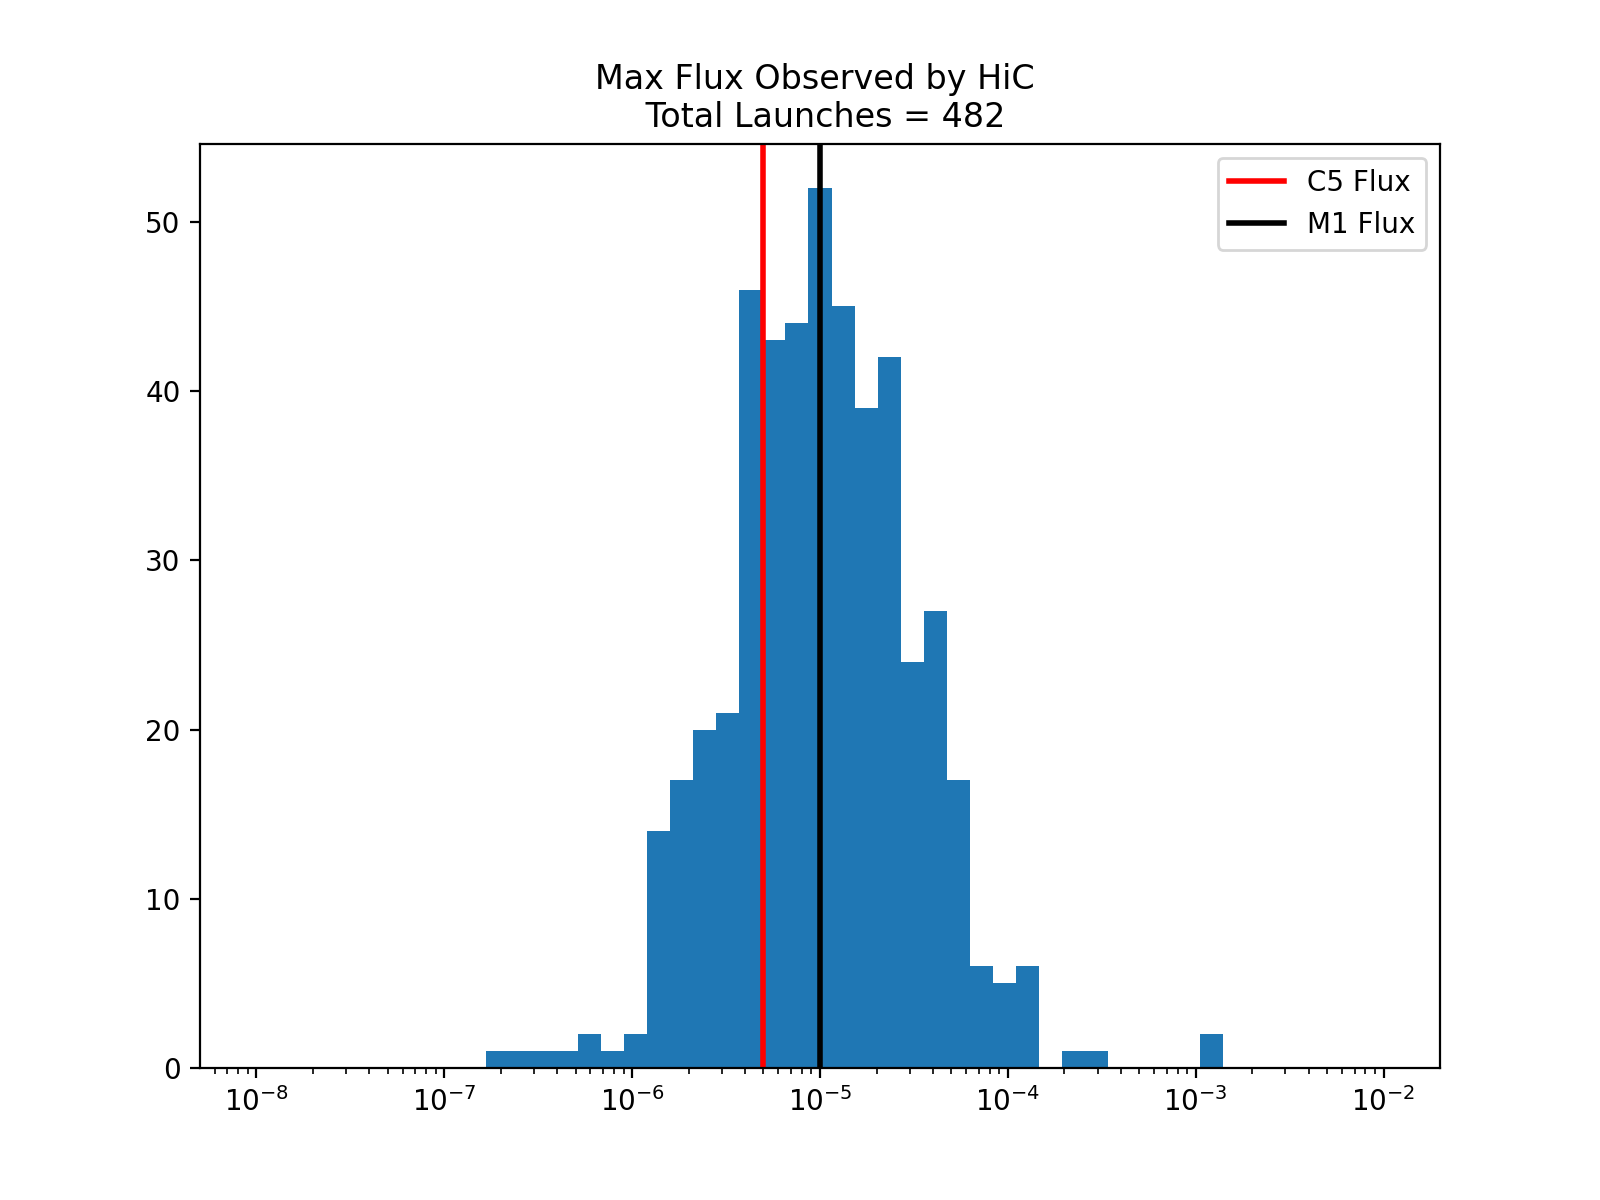 Max Flux Observed by HiC
Total Launches = 482
C5 Flux
M1 Flux
50
40
30
20
10
0
10⁻⁸ 10⁻⁷ 10⁻⁶ 10⁻⁵ 10⁻⁴ 10⁻³ 10⁻²